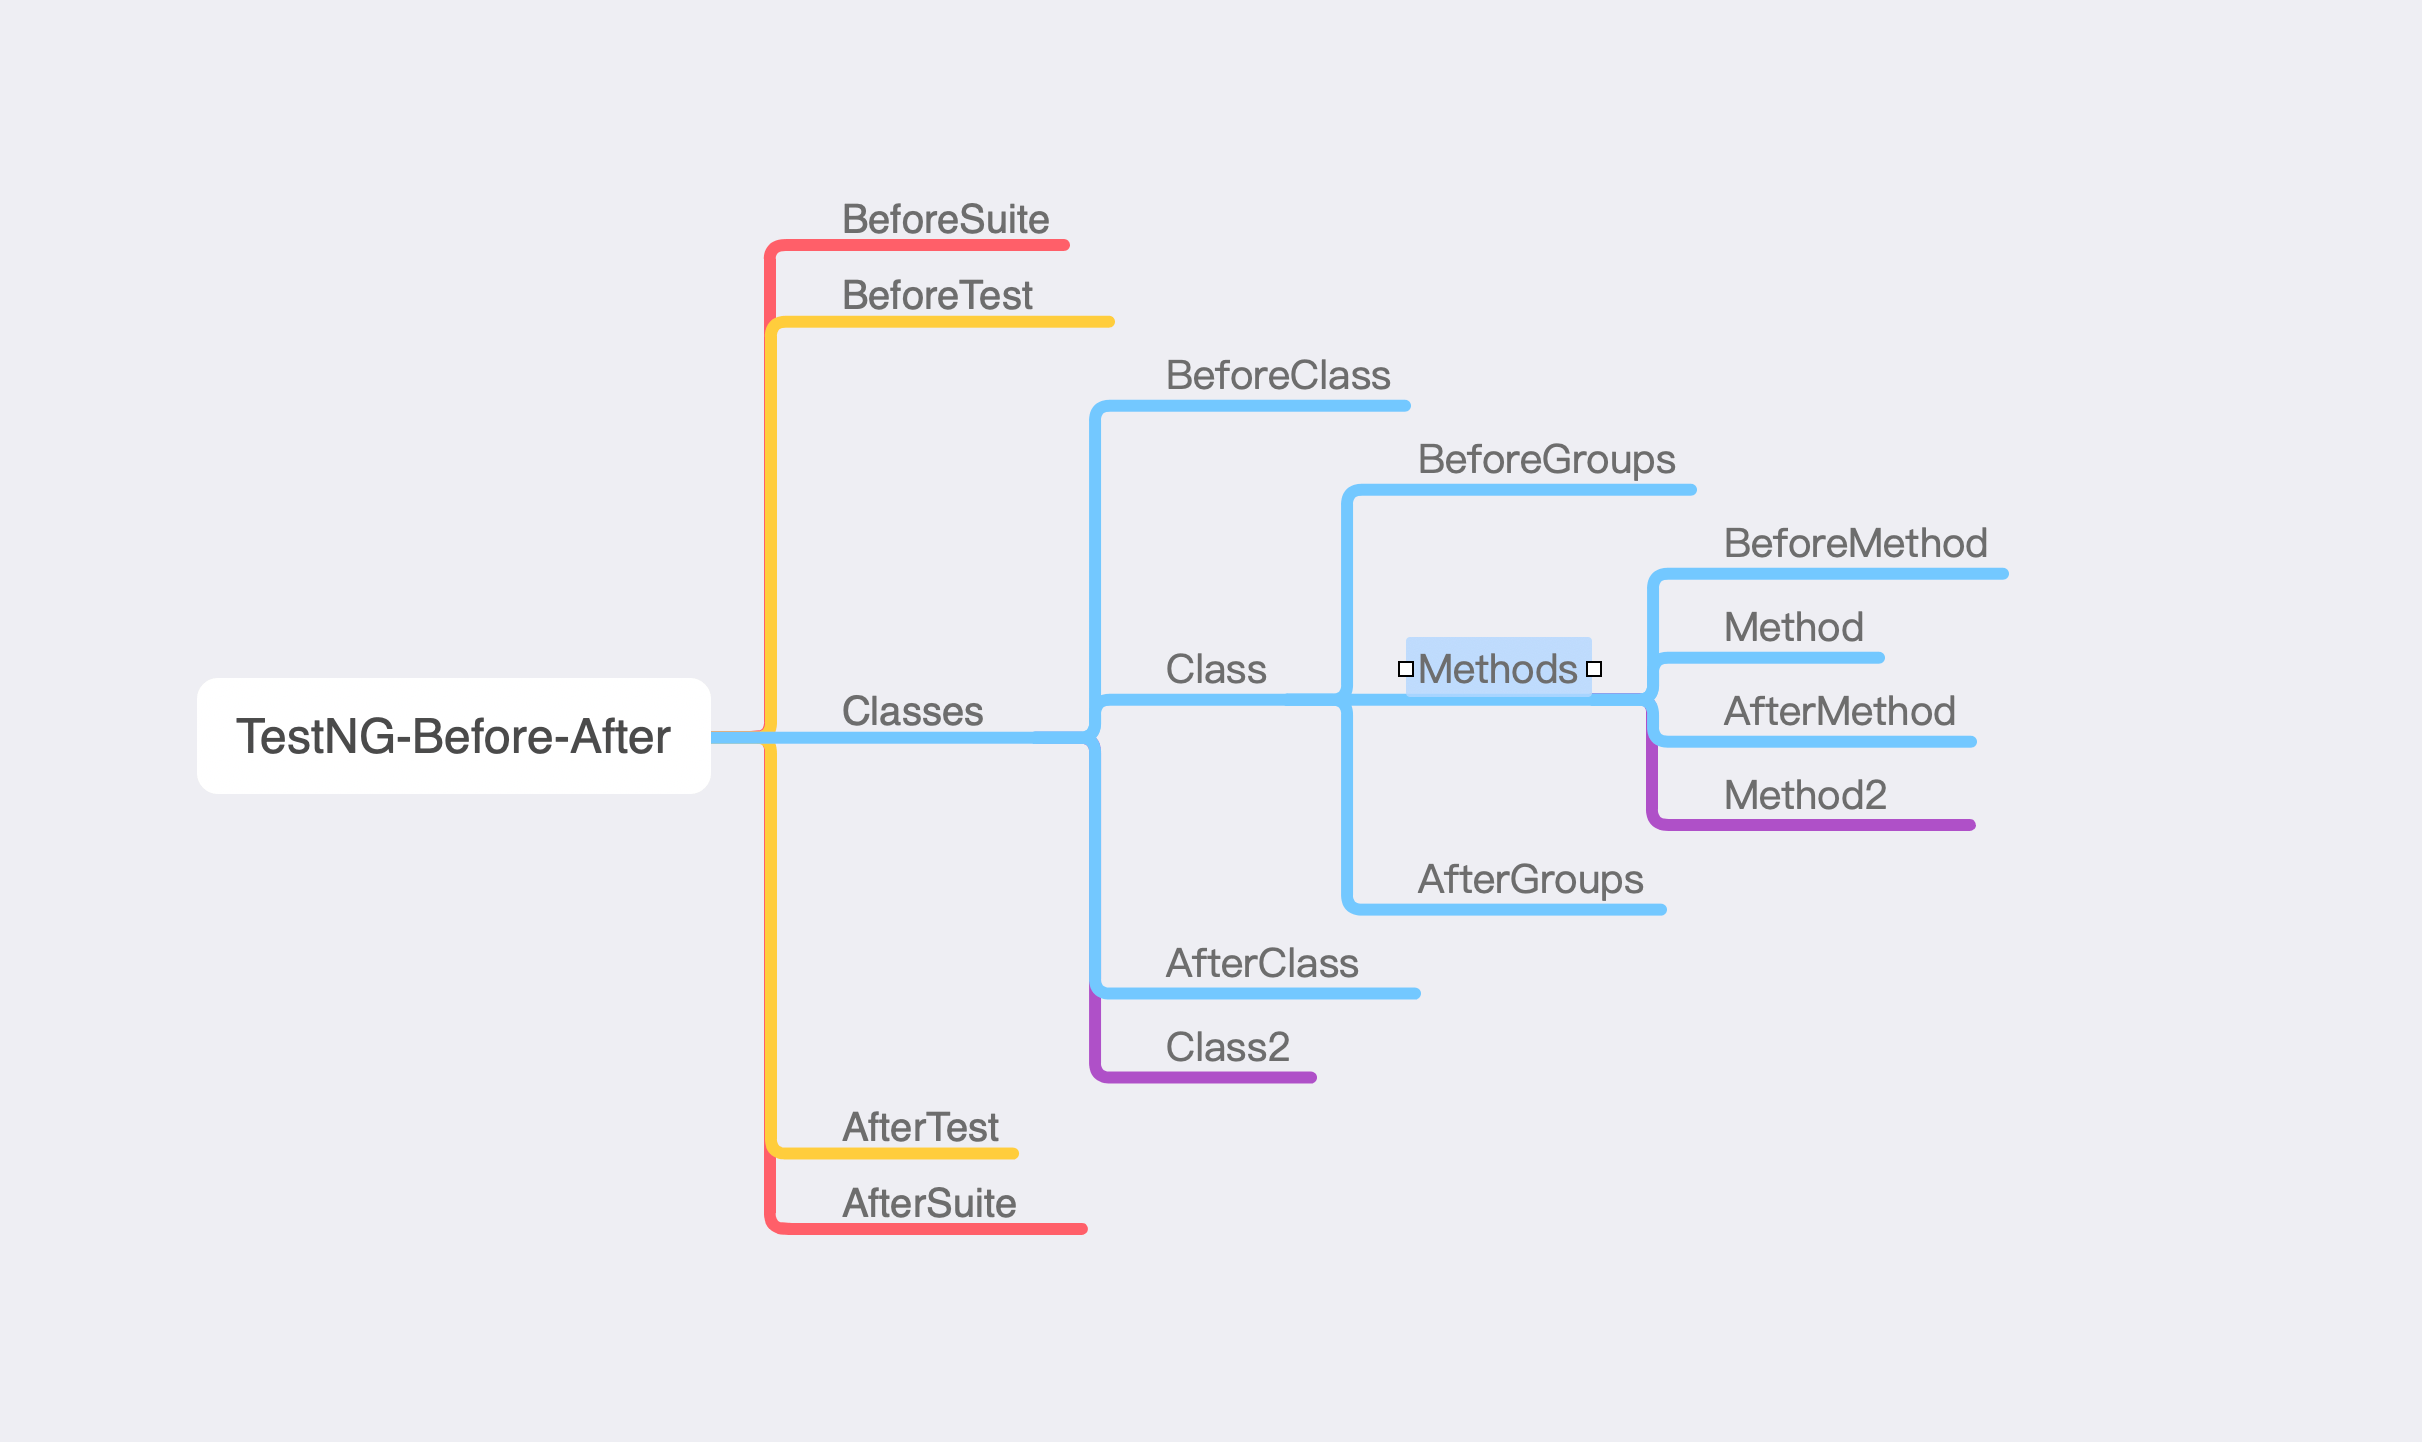 TestNG-Before-After
BeforeSuite
BeforeTest
Classes
BeforeClass
Class
BeforeGroups
Methods
BeforeMethod
Method
AfterMethod
Method2
AfterGroups
AfterClass
Class2
AfterTest
AfterSuite